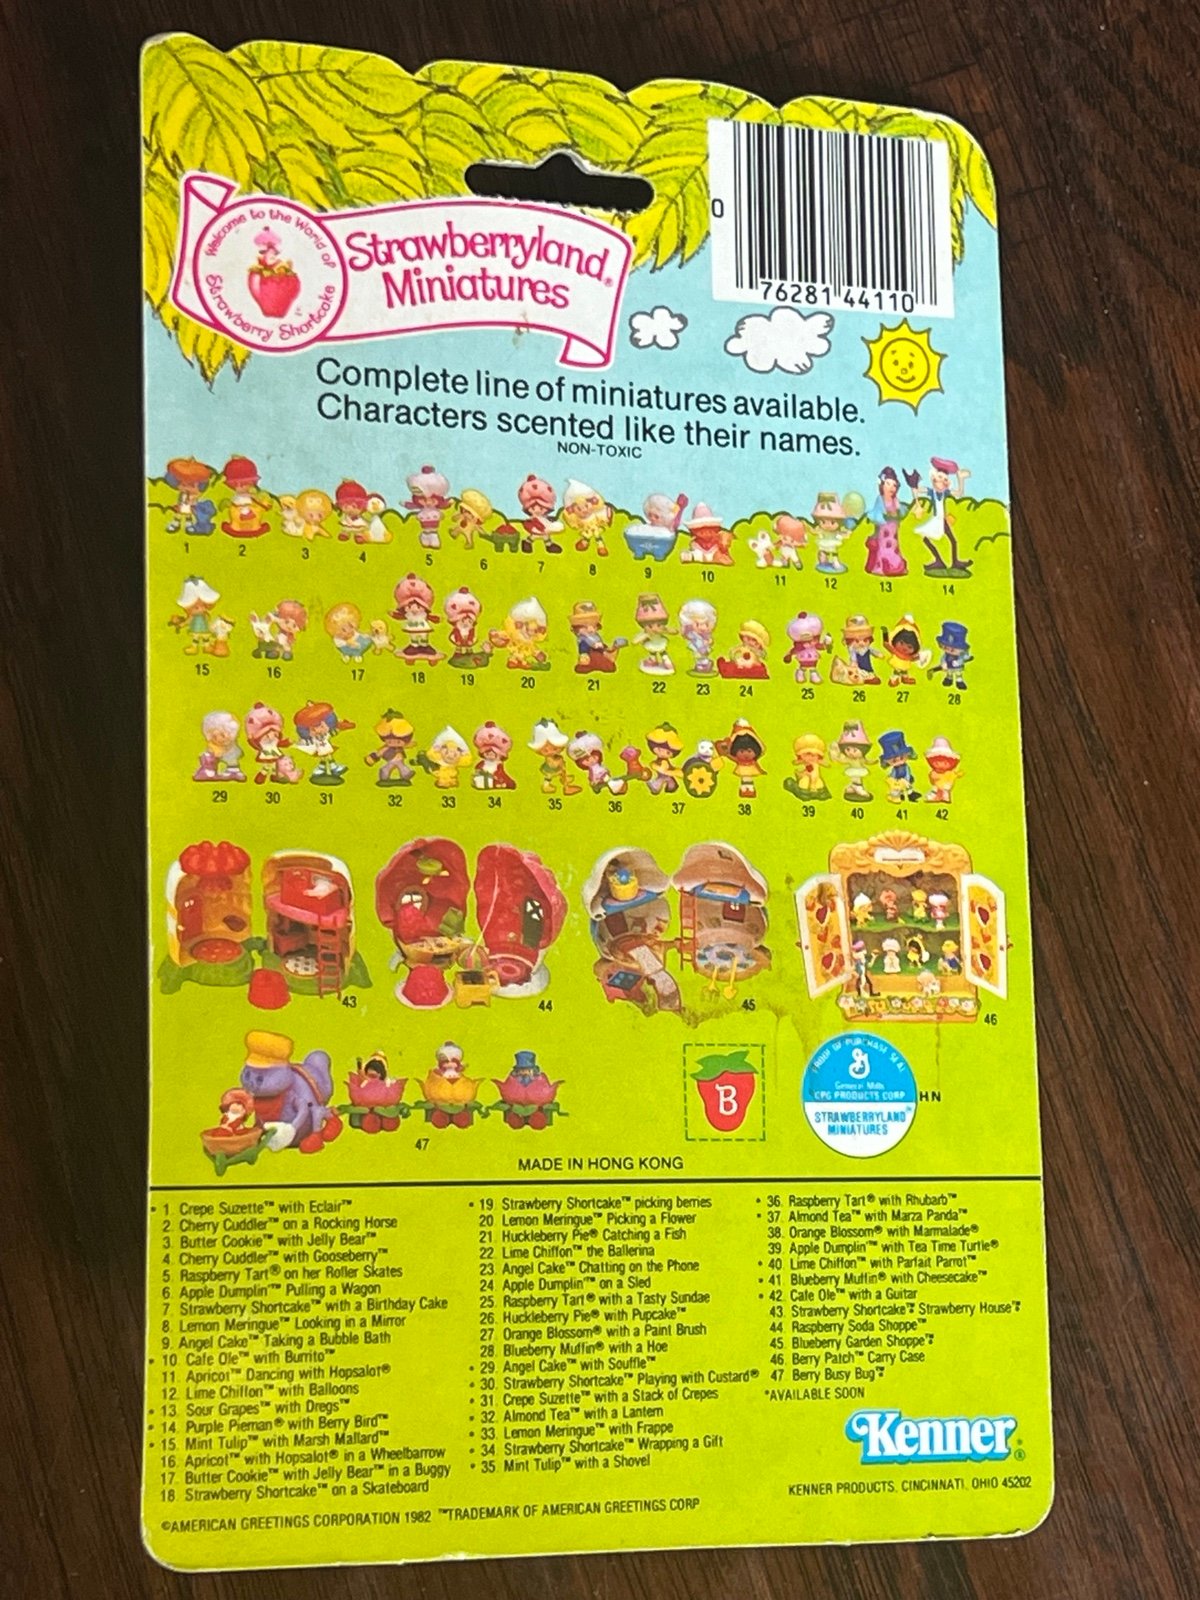 Welcome to the World of
Strawberry Shortcake
Strawberryland®
Miniatures
0
76281 44110
Complete line of miniatures available.
Characters scented like their names.
NON-TOXIC
1 2 3 4 5 6 7 8 9 10 11 12 13 14
15 16 17 18 19 20 21 22 23 24 25 26 27 28
29 30 31 32 33 34 35 36 37 38 39 40 41 42
43 44 45 46
47
B
PROOF OF PURCHASE SEAL
G
General Mills
CPG PRODUCTS CORP
STRAWBERRYLAND™
MINIATURES
HN
MADE IN HONG KONG
• 1. Crepe Suzette™ with Eclair™
2. Cherry Cuddler™ on a Rocking Horse
3. Butter Cookie™ with Jelly Bear™
4. Cherry Cuddler™ with Gooseberry™
5. Raspberry Tart® on her Roller Skates
6. Apple Dumplin'™ Pulling a Wagon
7. Strawberry Shortcake™ with a Birthday Cake
8. Lemon Meringue™ Looking in a Mirror
9. Angel Cake™ Taking a Bubble Bath
• 10. Cafe Ole™ with Burrito™
11. Apricot™ Dancing with Hopsalot®
12. Lime Chiffon™ with Balloons
• 13. Sour Grapes™ with Dregs™
• 14. Purple Pieman® with Berry Bird™
• 15. Mint Tulip™ with Marsh Mallard™
16. Apricot™ with Hopsalot® in a Wheelbarrow
17. Butter Cookie™ with Jelly Bear™ in a Buggy
18. Strawberry Shortcake™ on a Skateboard
• 19. Strawberry Shortcake™ picking berries
20. Lemon Meringue™ Picking a Flower
21. Huckleberry Pie® Catching a Fish
22. Lime Chiffon™ the Ballerina
23. Angel Cake™ Chatting on the Phone
24. Apple Dumplin'™ on a Sled
25. Raspberry Tart® with a Tasty Sundae
26. Huckleberry Pie® with Pupcake™
27. Orange Blossom® with a Paint Brush
28. Blueberry Muffin® with a Hoe
• 29. Angel Cake™ with Souffle™
• 30. Strawberry Shortcake™ Playing with Custard®
• 31. Crepe Suzette™ with a Stack of Crepes
• 32. Almond Tea™ with a Lantern
• 33. Lemon Meringue™ with Frappe
• 34. Strawberry Shortcake™ Wrapping a Gift
• 35. Mint Tulip™ with a Shovel
• 36. Raspberry Tart® with Rhubarb™
• 37. Almond Tea™ with Marza Panda™
38. Orange Blossom® with Marmalade®
39. Apple Dumplin'™ with Tea Time Turtle®
• 40. Lime Chiffon™ with Parfait Parrot™
• 41. Blueberry Muffin® with Cheesecake™
• 42. Cafe Ole™ with a Guitar
43. Strawberry Shortcake™'s Strawberry House™
44. Raspberry Soda Shoppe™
45. Blueberry Garden Shoppe™
46. Berry Patch™ Carry Case
47. Berry Busy Bug™
*AVAILABLE SOON
Kenner®
KENNER PRODUCTS, CINCINNATI, OHIO 45202
©AMERICAN GREETINGS CORPORATION 1982 ™TRADEMARK OF AMERICAN GREETINGS CORP